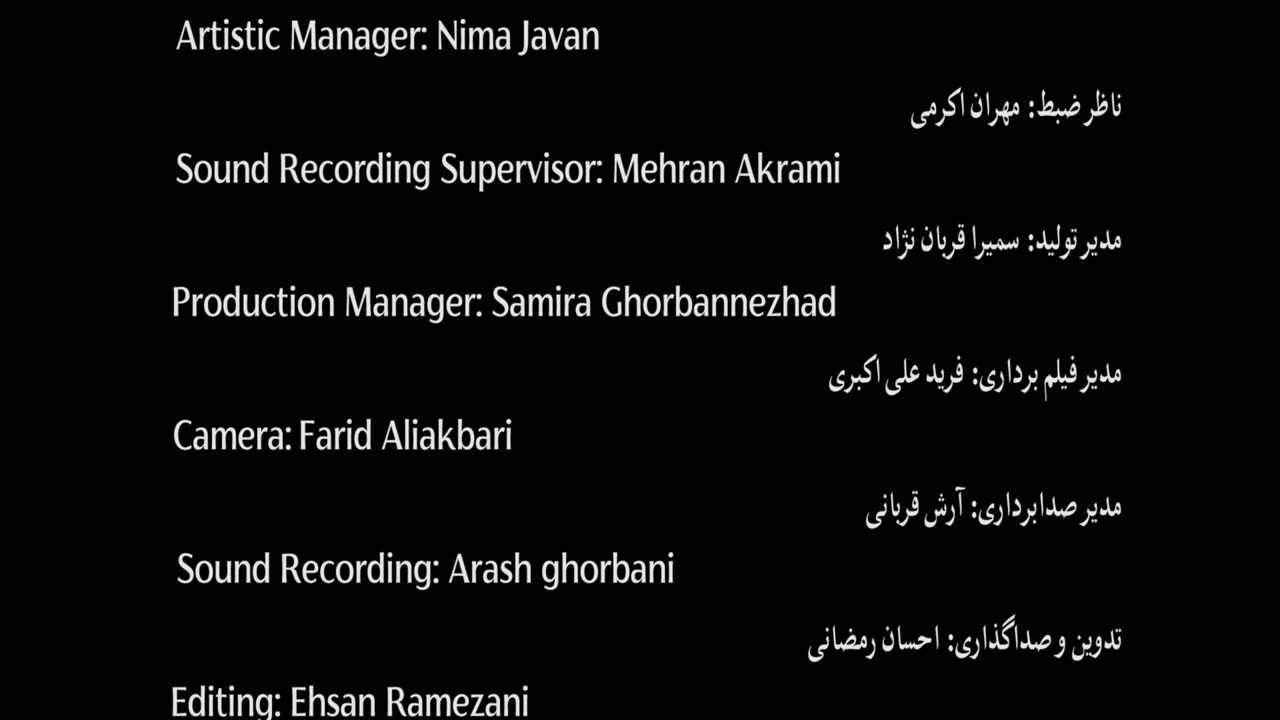 Artistic Manager: Nima Javan
ناظر ضبط: مهران اکرمی
Sound Recording Supervisor: Mehran Akrami
مدیر تولید: سمیرا قربان نژاد
Production Manager: Samira Ghorbannezhad
مدیر فیلم برداری: فرید علی اکبری
Camera: Farid Aliakbari
مدیر صدابرداری: آرش قربانی
Sound Recording: Arash ghorbani
تدوین و صداگذاری: احسان رمضانی
Editing: Ehsan Ramezani